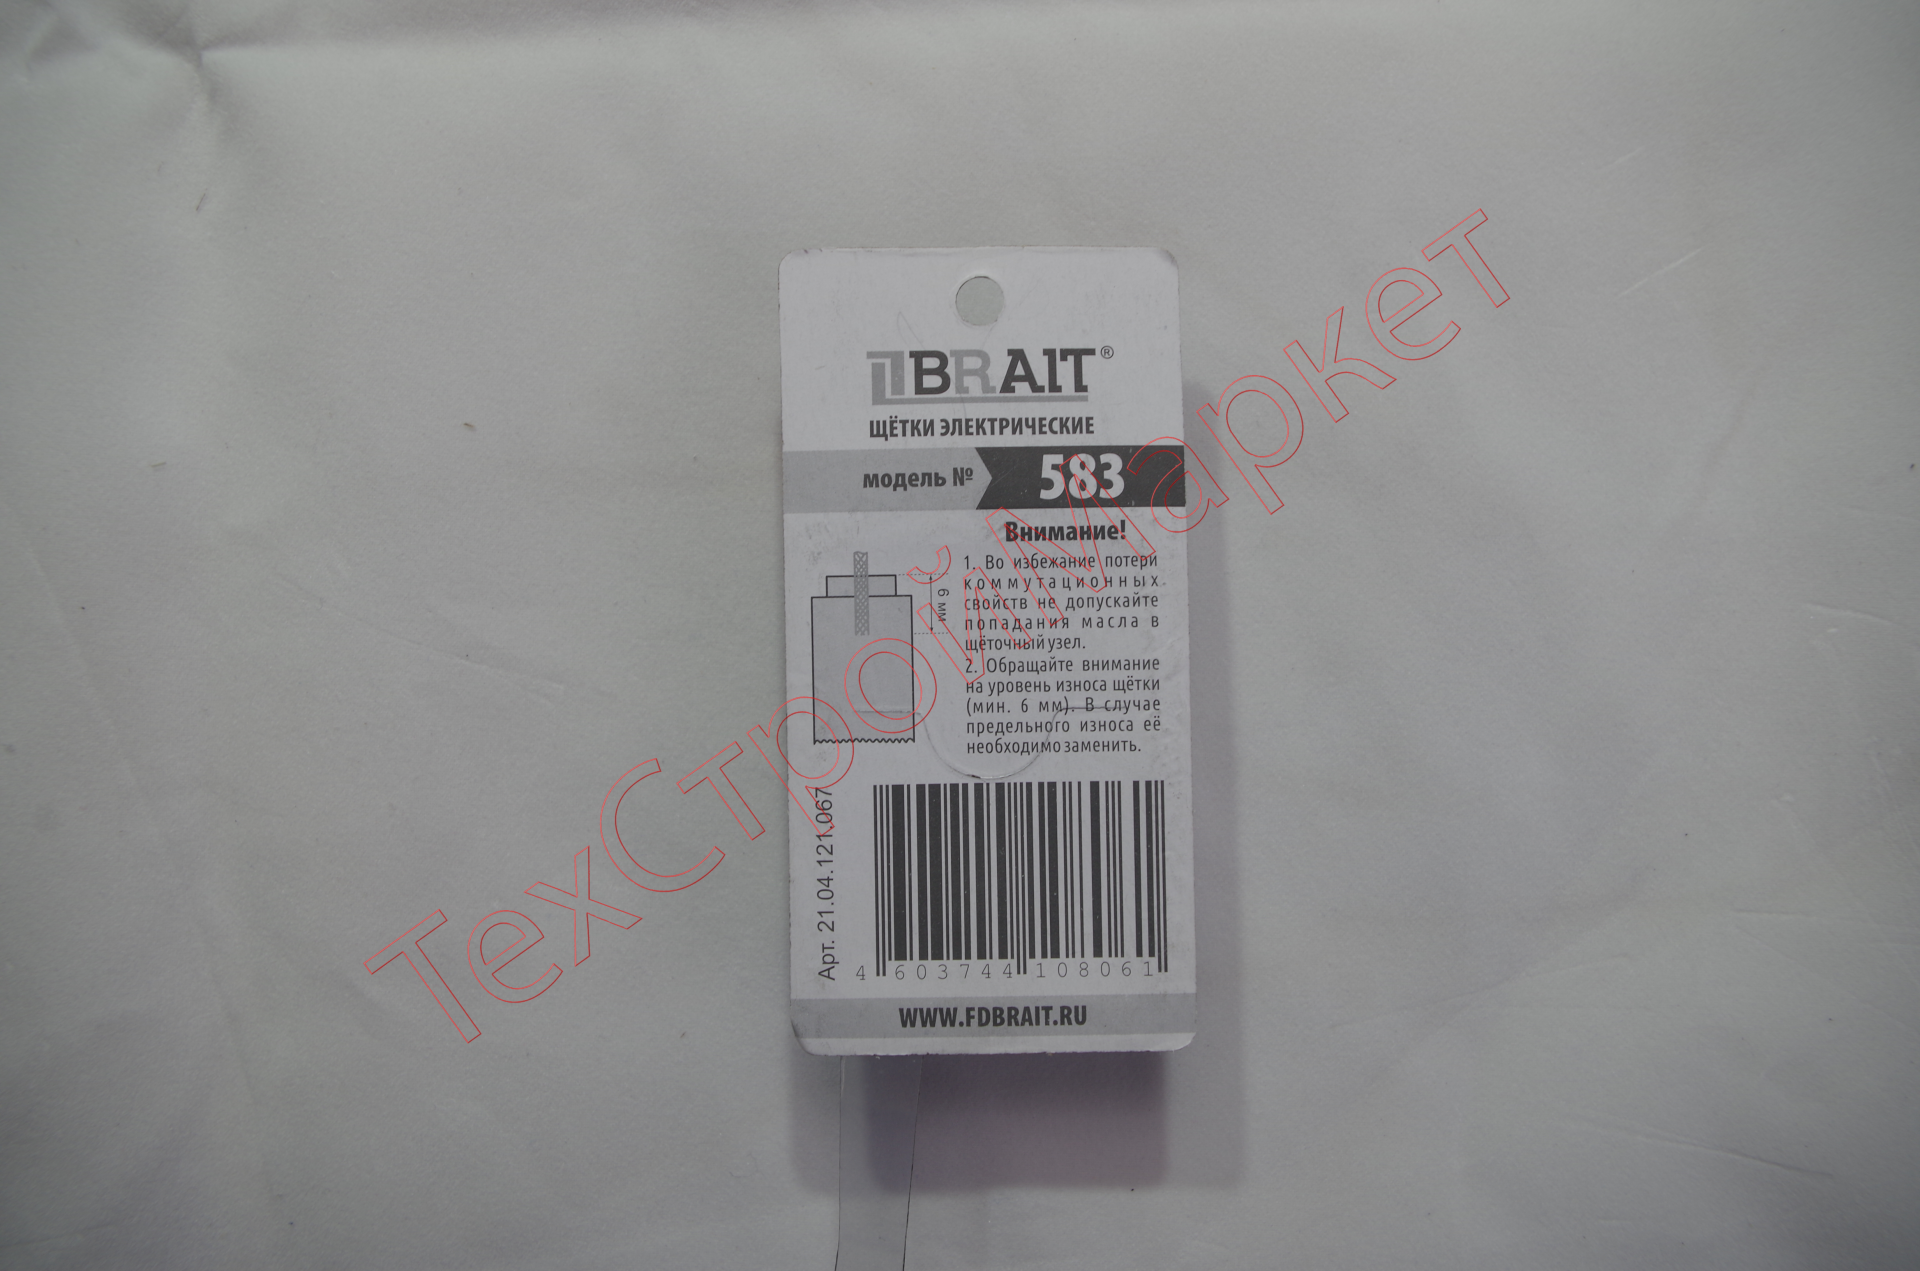 BRAIT®
ЩЁТКИ ЭЛЕКТРИЧЕСКИЕ
модель № 583
Внимание!
1. Во избежание потери
коммутационных
свойств не допускайте
попадания масла в
щёточный узел.
2. Обращайте внимание
на уровень износа щётки
(мин. 6 мм). В случае
предельного износа её
необходимо заменить.
6 мм
Арт. 21.04.121.067
4 603744 108061
WWW.FDBRAIT.RU
ТехСтройМаркет